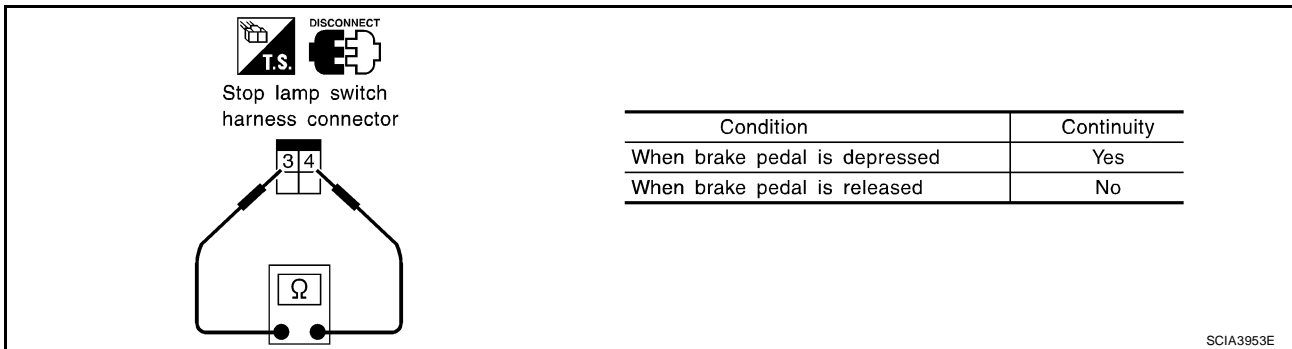 DISCONNECT
T.S.
Stop lamp switch
harness connector
3 4
Ω
Condition Continuity
When brake pedal is depressed Yes
When brake pedal is released No
SCIA3953E